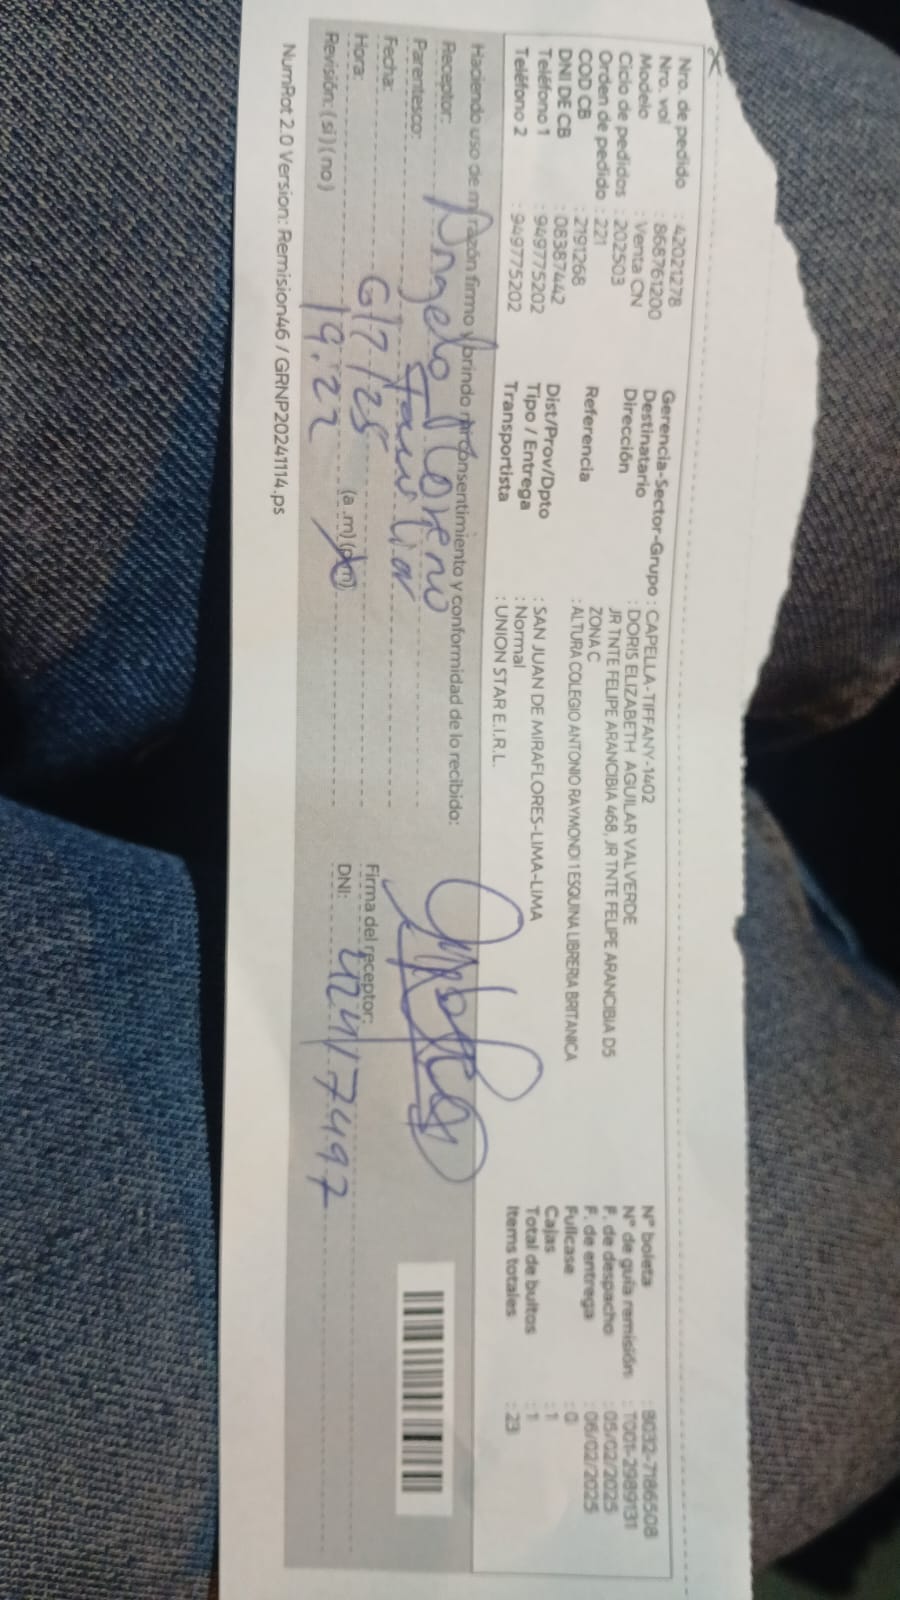 Nro. de pedido : 42021278
Nro. vol : 868761200
Modelo : Venta CN
Ciclo de pedidos : 202503
Orden de pedido : 221
COD CB : 2191268
DNI DE CB : 08387442
Teléfono 1 : 949775202
Teléfono 2 : 949775202
Gerencia-Sector-Grupo : CAPELLA-TIFFANY-1402
Destinatario : DORIS ELIZABETH AGUILAR VALVERDE
Dirección JR TNTE FELIPE ARANCIBIA 468, JR TNTE FELIPE ARANCIBIA D5
ZONA C
Referencia : ALTURA COLEGIO ANTONIO RAYMONDI 1 ESQUINA LIBRERIA BRITANICA
Dist/Prov/Dpto : SAN JUAN DE MIRAFLORES-LIMA-LIMA
Tipo / Entrega : Normal
Transportista : UNION STAR E.I.R.L.
N° boleta : B032-7186508
N° de guía remisión : T001-2989131
F. de despacho : 05/02/2025
F. de entrega : 06/02/2025
Fullcase : 0
Cajas : 1
Total de bultos : 1
Items totales : 23
Haciendo uso de mi razón firmo y brindo mi consentimiento y conformidad de lo recibido:
Receptor: Angelo Moreno
Parentesco: Familiar
Fecha: 6/2/25
Hora: 19:22 (a.m) (p.m)
Revisión: (si) (no)
Firma del receptor:
DNI: 42417497
NumRot 2.0 Version: Remision46 / GRNP20241114.ps